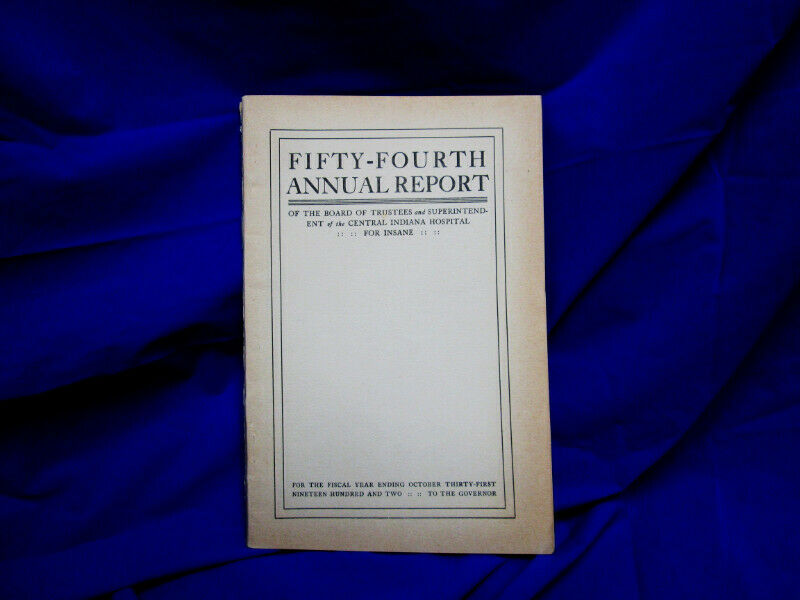 FIFTY-FOURTH
ANNUAL REPORT
OF THE BOARD OF TRUSTEES and SUPERINTEND-
ENT of the CENTRAL INDIANA HOSPITAL
:: :: FOR INSANE :: ::
FOR THE FISCAL YEAR ENDING OCTOBER THIRTY-FIRST
NINETEEN HUNDRED AND TWO :: :: TO THE GOVERNOR